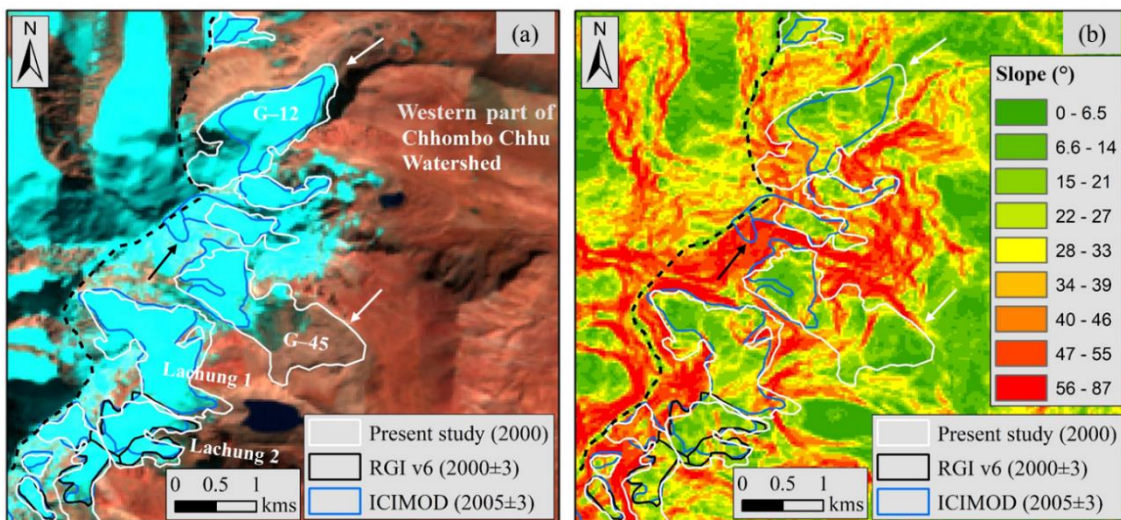 N
(a)
G–12
Western part of
Chhombo Chhu
Watershed
G–45
Lachung 1
Lachung 2
0 0.5 1
kms
Present study (2000)
RGI v6 (2000±3)
ICIMOD (2005±3)
N
(b)
Slope (°)
0 - 6.5
6.6 - 14
15 - 21
22 - 27
28 - 33
34 - 39
40 - 46
47 - 55
56 - 87
0 0.5 1
kms
Present study (2000)
RGI v6 (2000±3)
ICIMOD (2005±3)